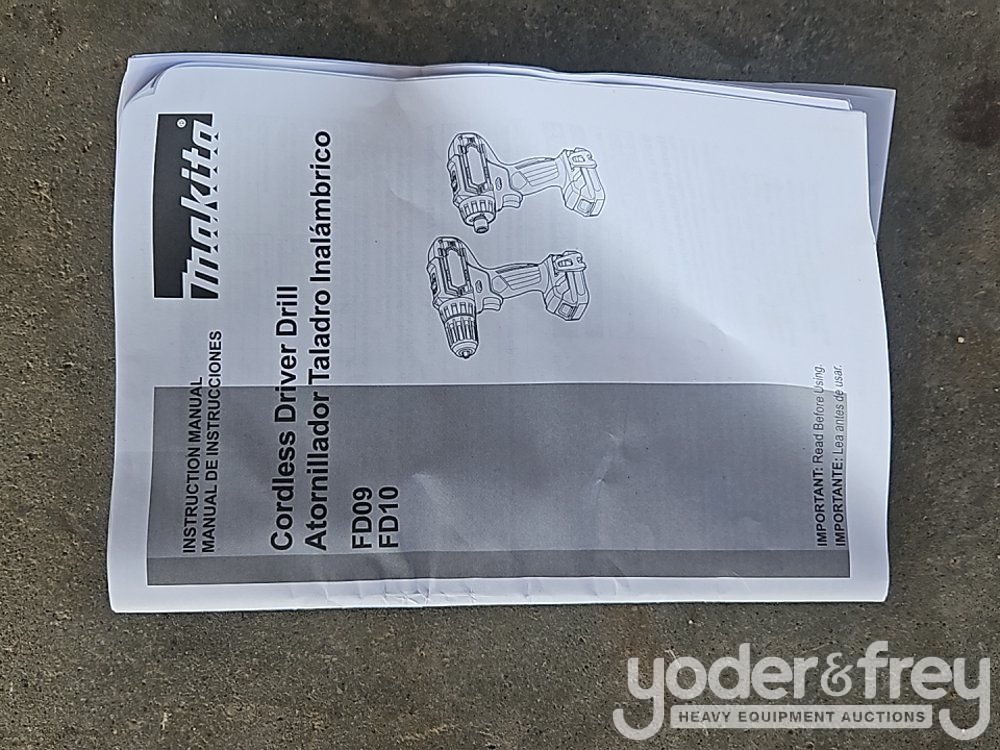 makita®
INSTRUCTION MANUAL
MANUAL DE INSTRUCCIONES
Cordless Driver Drill
Atornillador Taladro Inalámbrico
FD09
FD10
IMPORTANT: Read Before Using.
IMPORTANTE: Lea antes de usar.
yoder&frey
HEAVY EQUIPMENT AUCTIONS